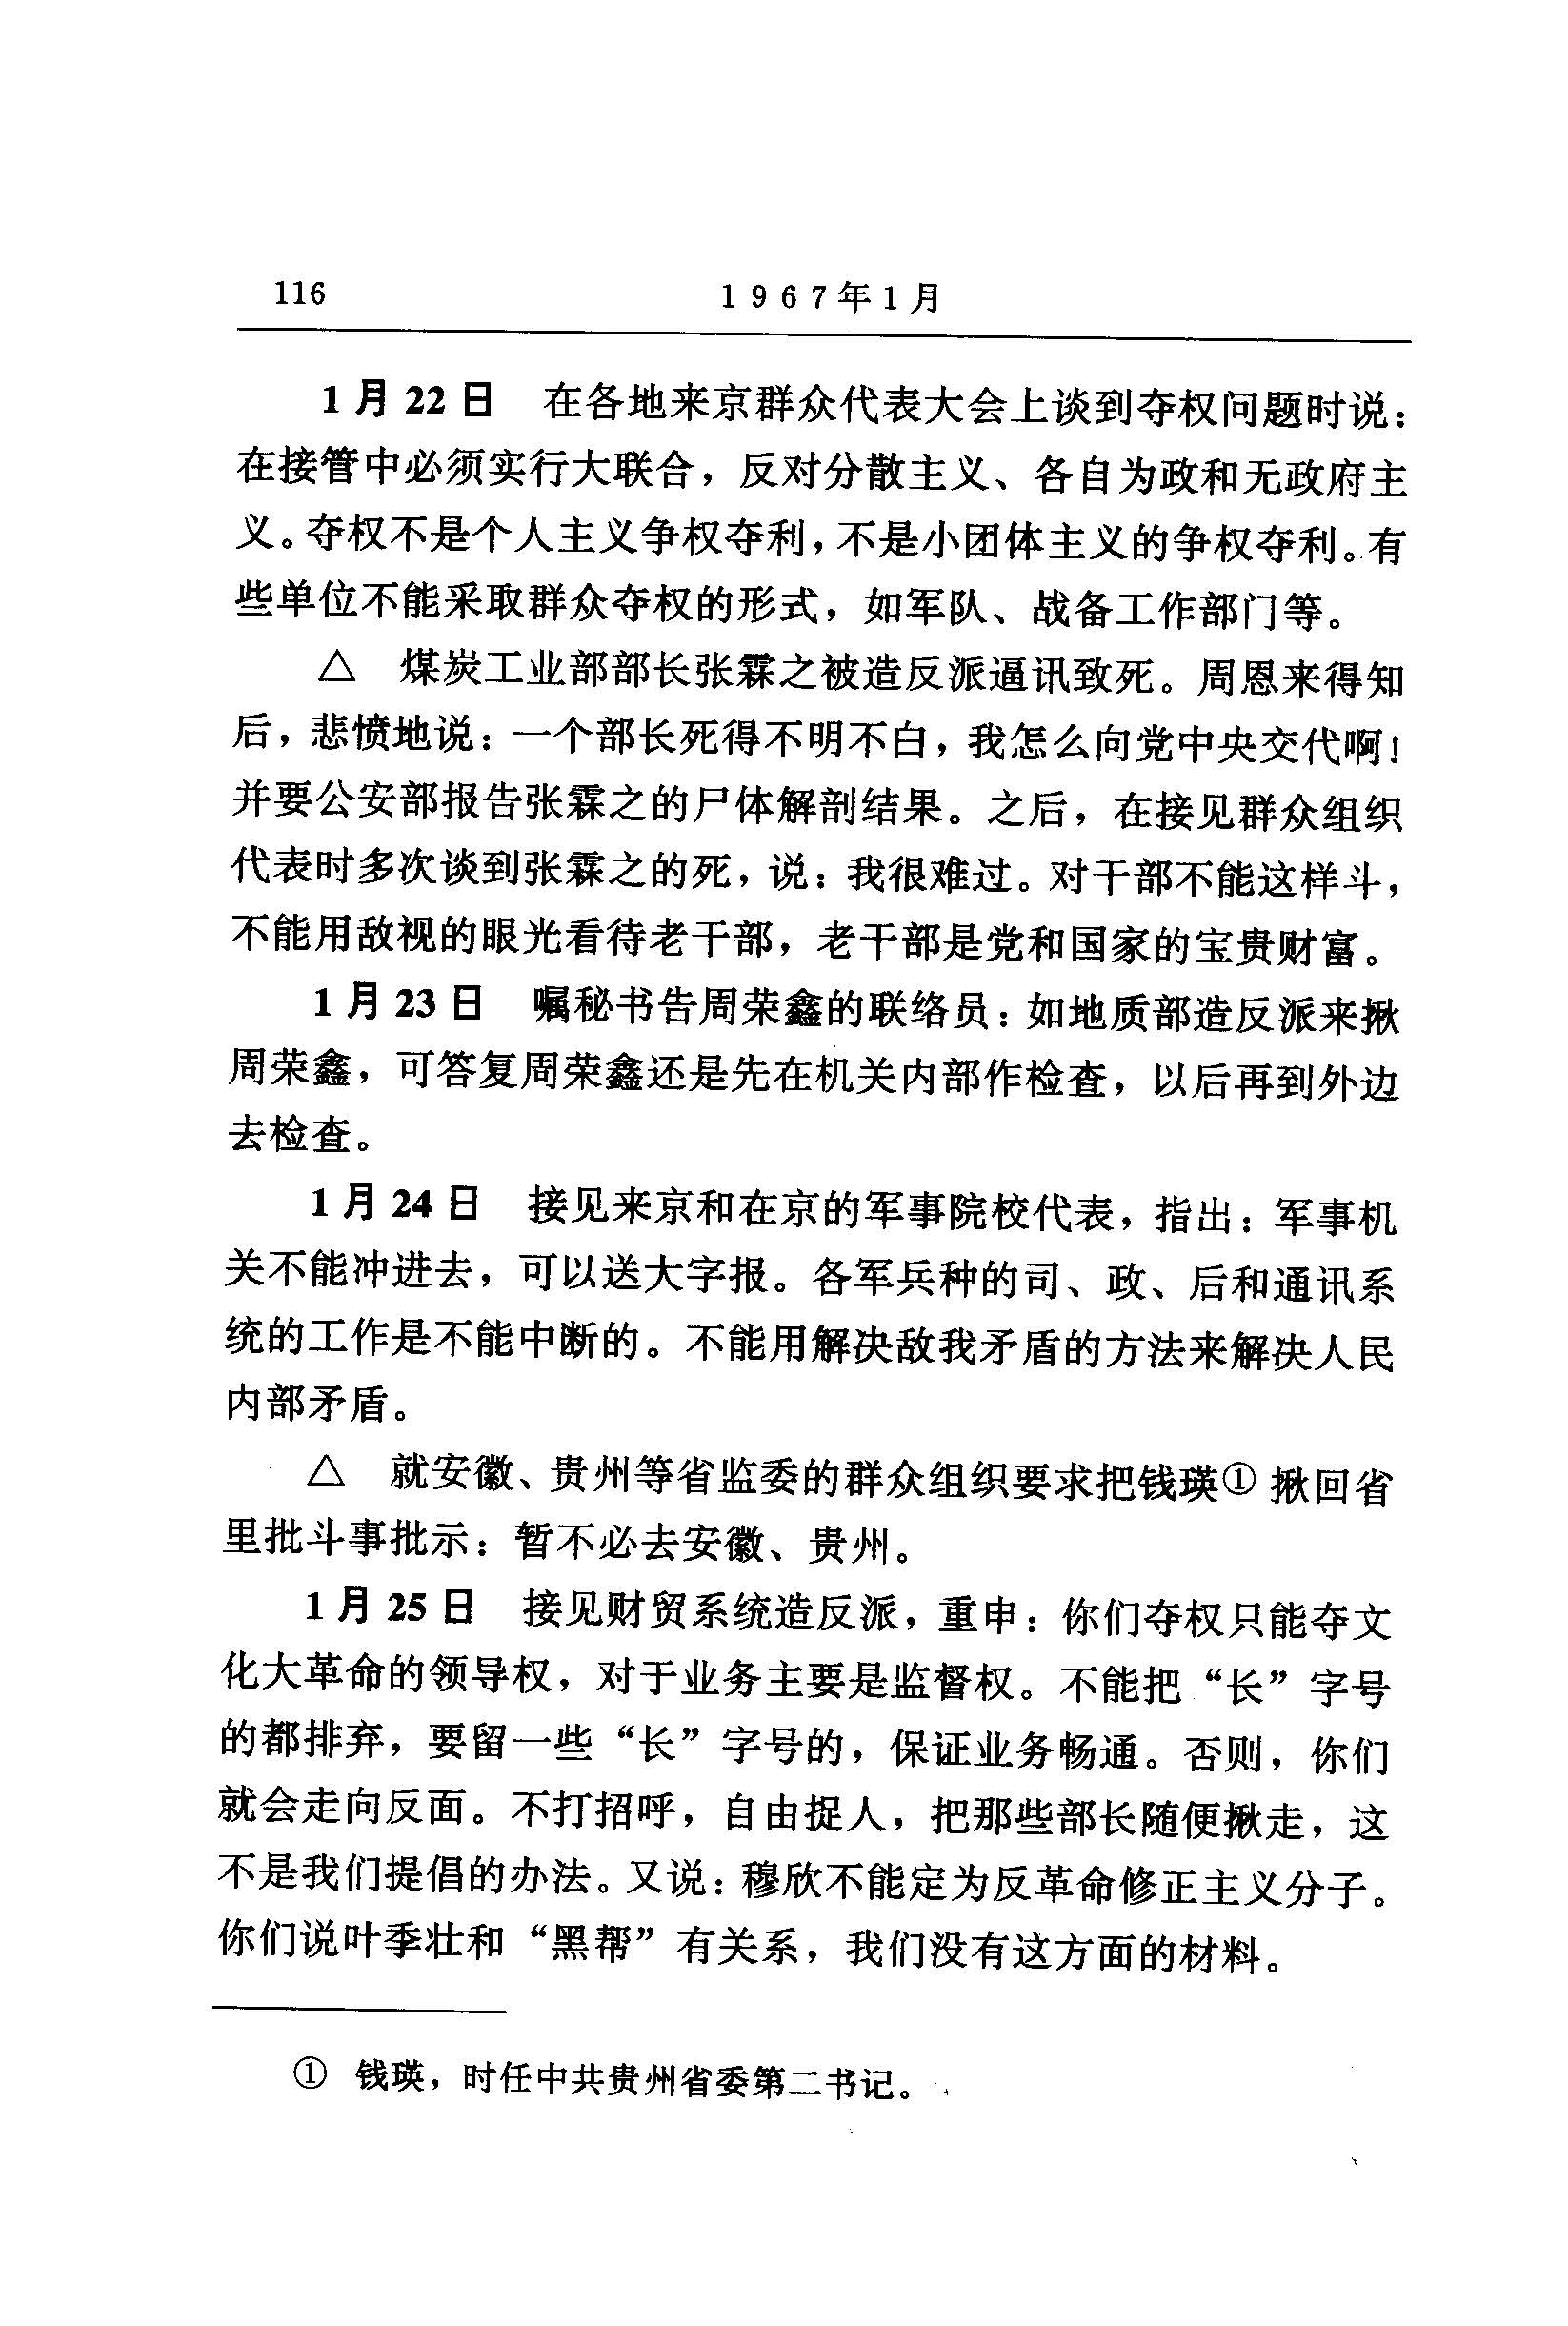 116
1967年1月
1月22日　在各地来京群众代表大会上谈到夺权问题时说：
在接管中必须实行大联合，反对分散主义、各自为政和无政府主
义。夺权不是个人主义争权夺利，不是小团体主义的争权夺利。有
些单位不能采取群众夺权的形式，如军队、战备工作部门等。
△　煤炭工业部部长张霖之被造反派逼讯致死。周恩来得知
后，悲愤地说：一个部长死得不明不白，我怎么向党中央交代啊！
并要公安部报告张霖之的尸体解剖结果。之后，在接见群众组织
代表时多次谈到张霖之的死，说：我很难过。对干部不能这样斗，
不能用敌视的眼光看待老干部，老干部是党和国家的宝贵财富。
1月23日　嘱秘书告周荣鑫的联络员：如地质部造反派来揪
周荣鑫，可答复周荣鑫还是先在机关内部作检查，以后再到外边
去检查。
1月24日　接见来京和在京的军事院校代表，指出：军事机
关不能冲进去，可以送大字报。各军兵种的司、政、后和通讯系
统的工作是不能中断的。不能用解决敌我矛盾的方法来解决人民
内部矛盾。
△　就安徽、贵州等省监委的群众组织要求把钱瑛①揪回省
里批斗事批示：暂不必去安徽、贵州。
1月25日　接见财贸系统造反派，重申：你们夺权只能夺文
化大革命的领导权，对于业务主要是监督权。不能把“长”字号
的都排弃，要留一些“长”字号的，保证业务畅通。否则，你们
就会走向反面。不打招呼，自由捉人，把那些部长随便揪走，这
不是我们提倡的办法。又说：穆欣不能定为反革命修正主义分子。
你们说叶季壮和“黑帮”有关系，我们没有这方面的材料。
①　钱瑛，时任中共贵州省委第二书记。